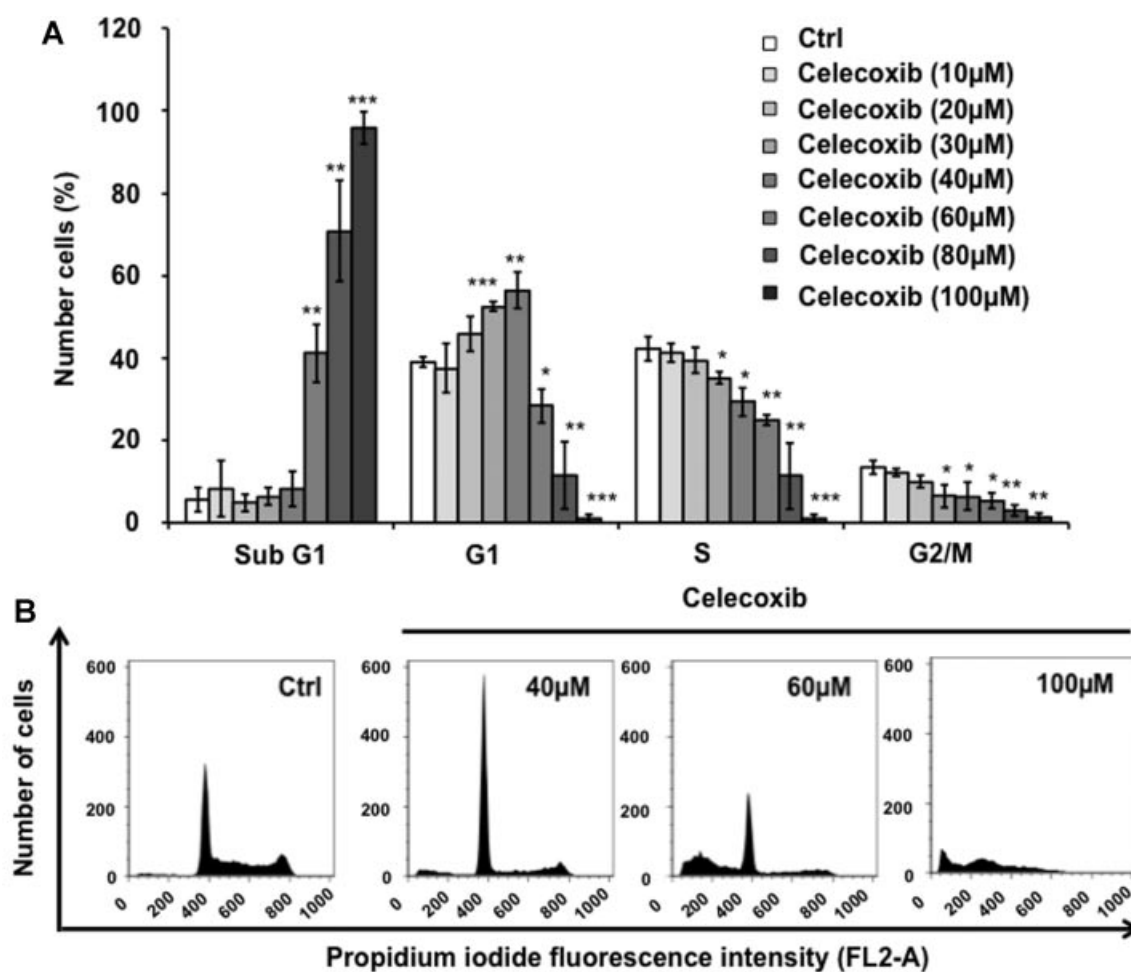 A
120
100
80
60
40
20
0
Number cells (%)
Ctrl
Celecoxib (10µM)
Celecoxib (20µM)
Celecoxib (30µM)
Celecoxib (40µM)
Celecoxib (60µM)
Celecoxib (80µM)
Celecoxib (100µM)
** ** ***
*** ** * ** ***
* * ** ** ***
* * * ** **
Sub G1 G1 S G2/M
Celecoxib
B
Number of cells
600
400
200
0
Ctrl
0 200 400 600 800 1000
600
400
200
0
40µM
0 200 400 600 800 1000
600
400
200
0
60µM
0 200 400 600 800 1000
600
400
200
0
100µM
0 200 400 600 800 1000
Propidium iodide fluorescence intensity (FL2-A)